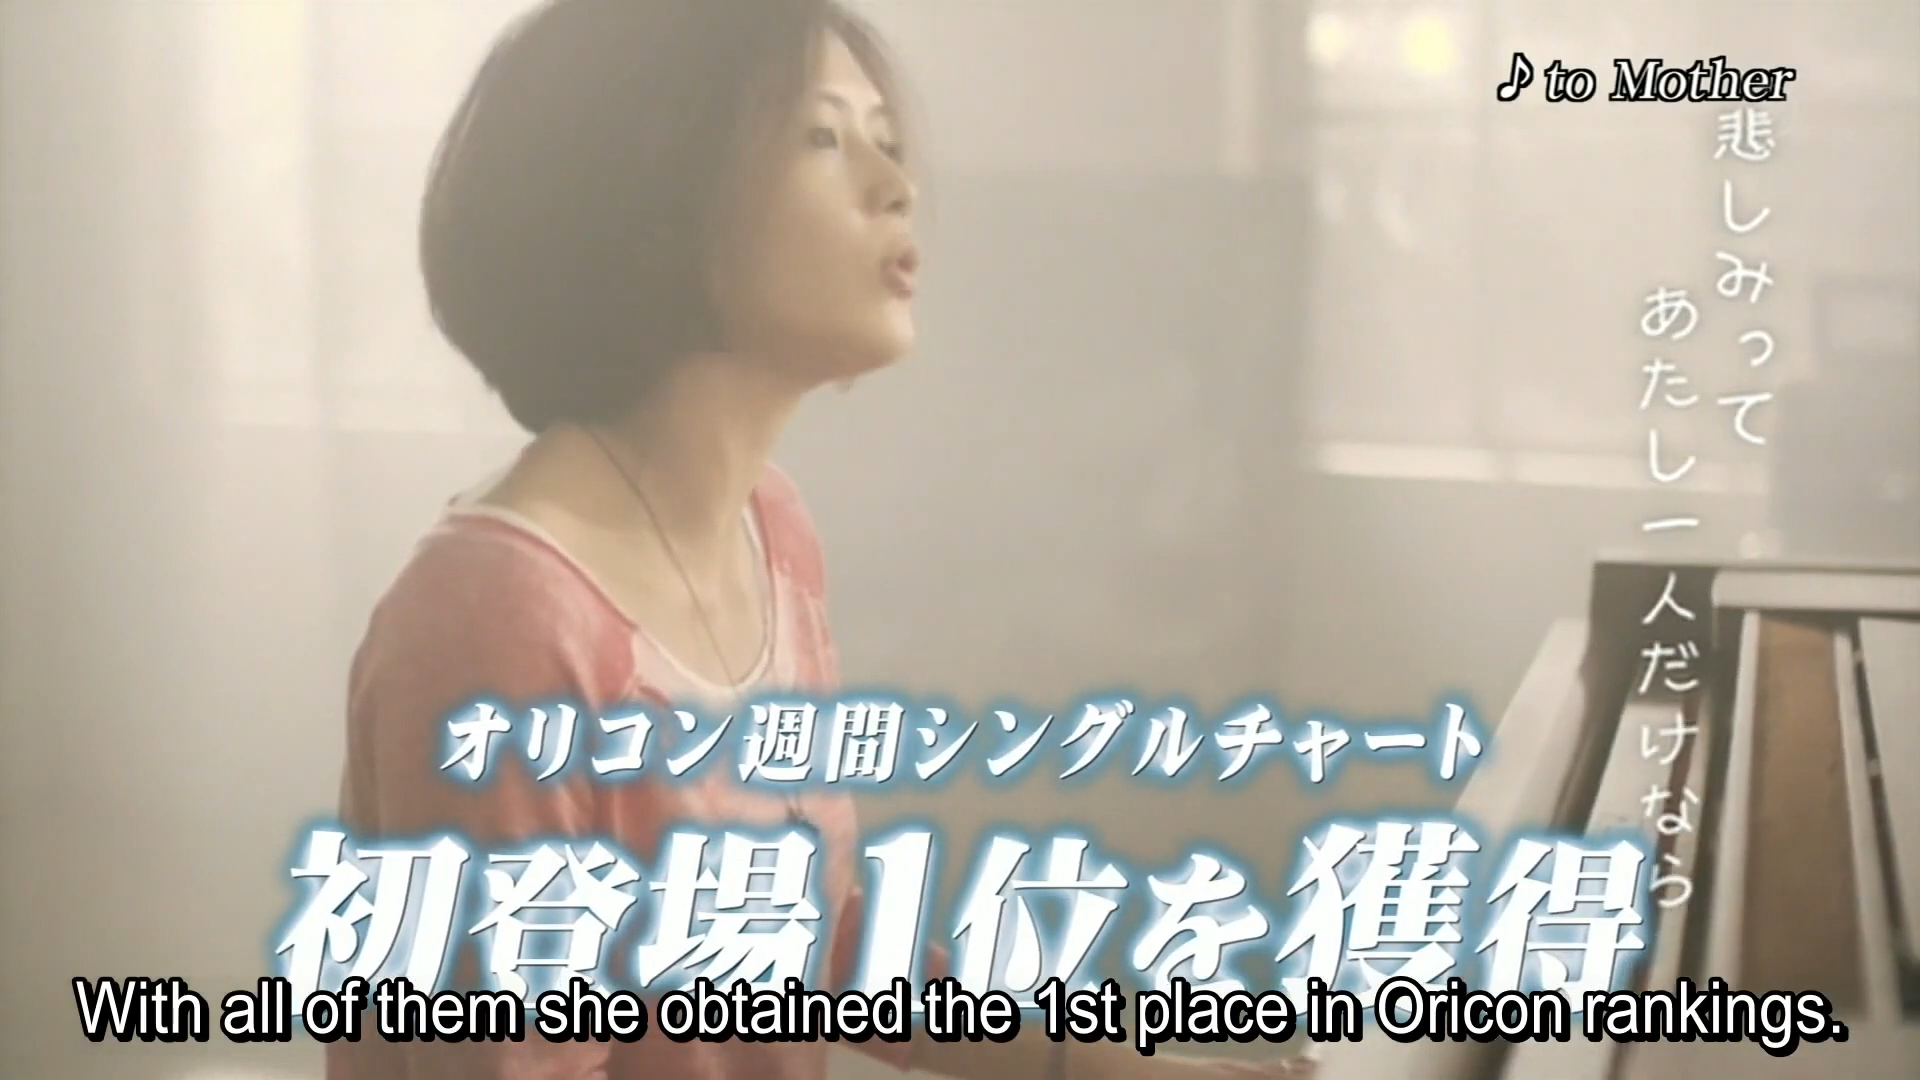 ♪ to Mother
悲しみって
あたし一人だけなら
オリコン週間シングルチャート
初登場1位を獲得
With all of them she obtained the 1st place in Oricon rankings.